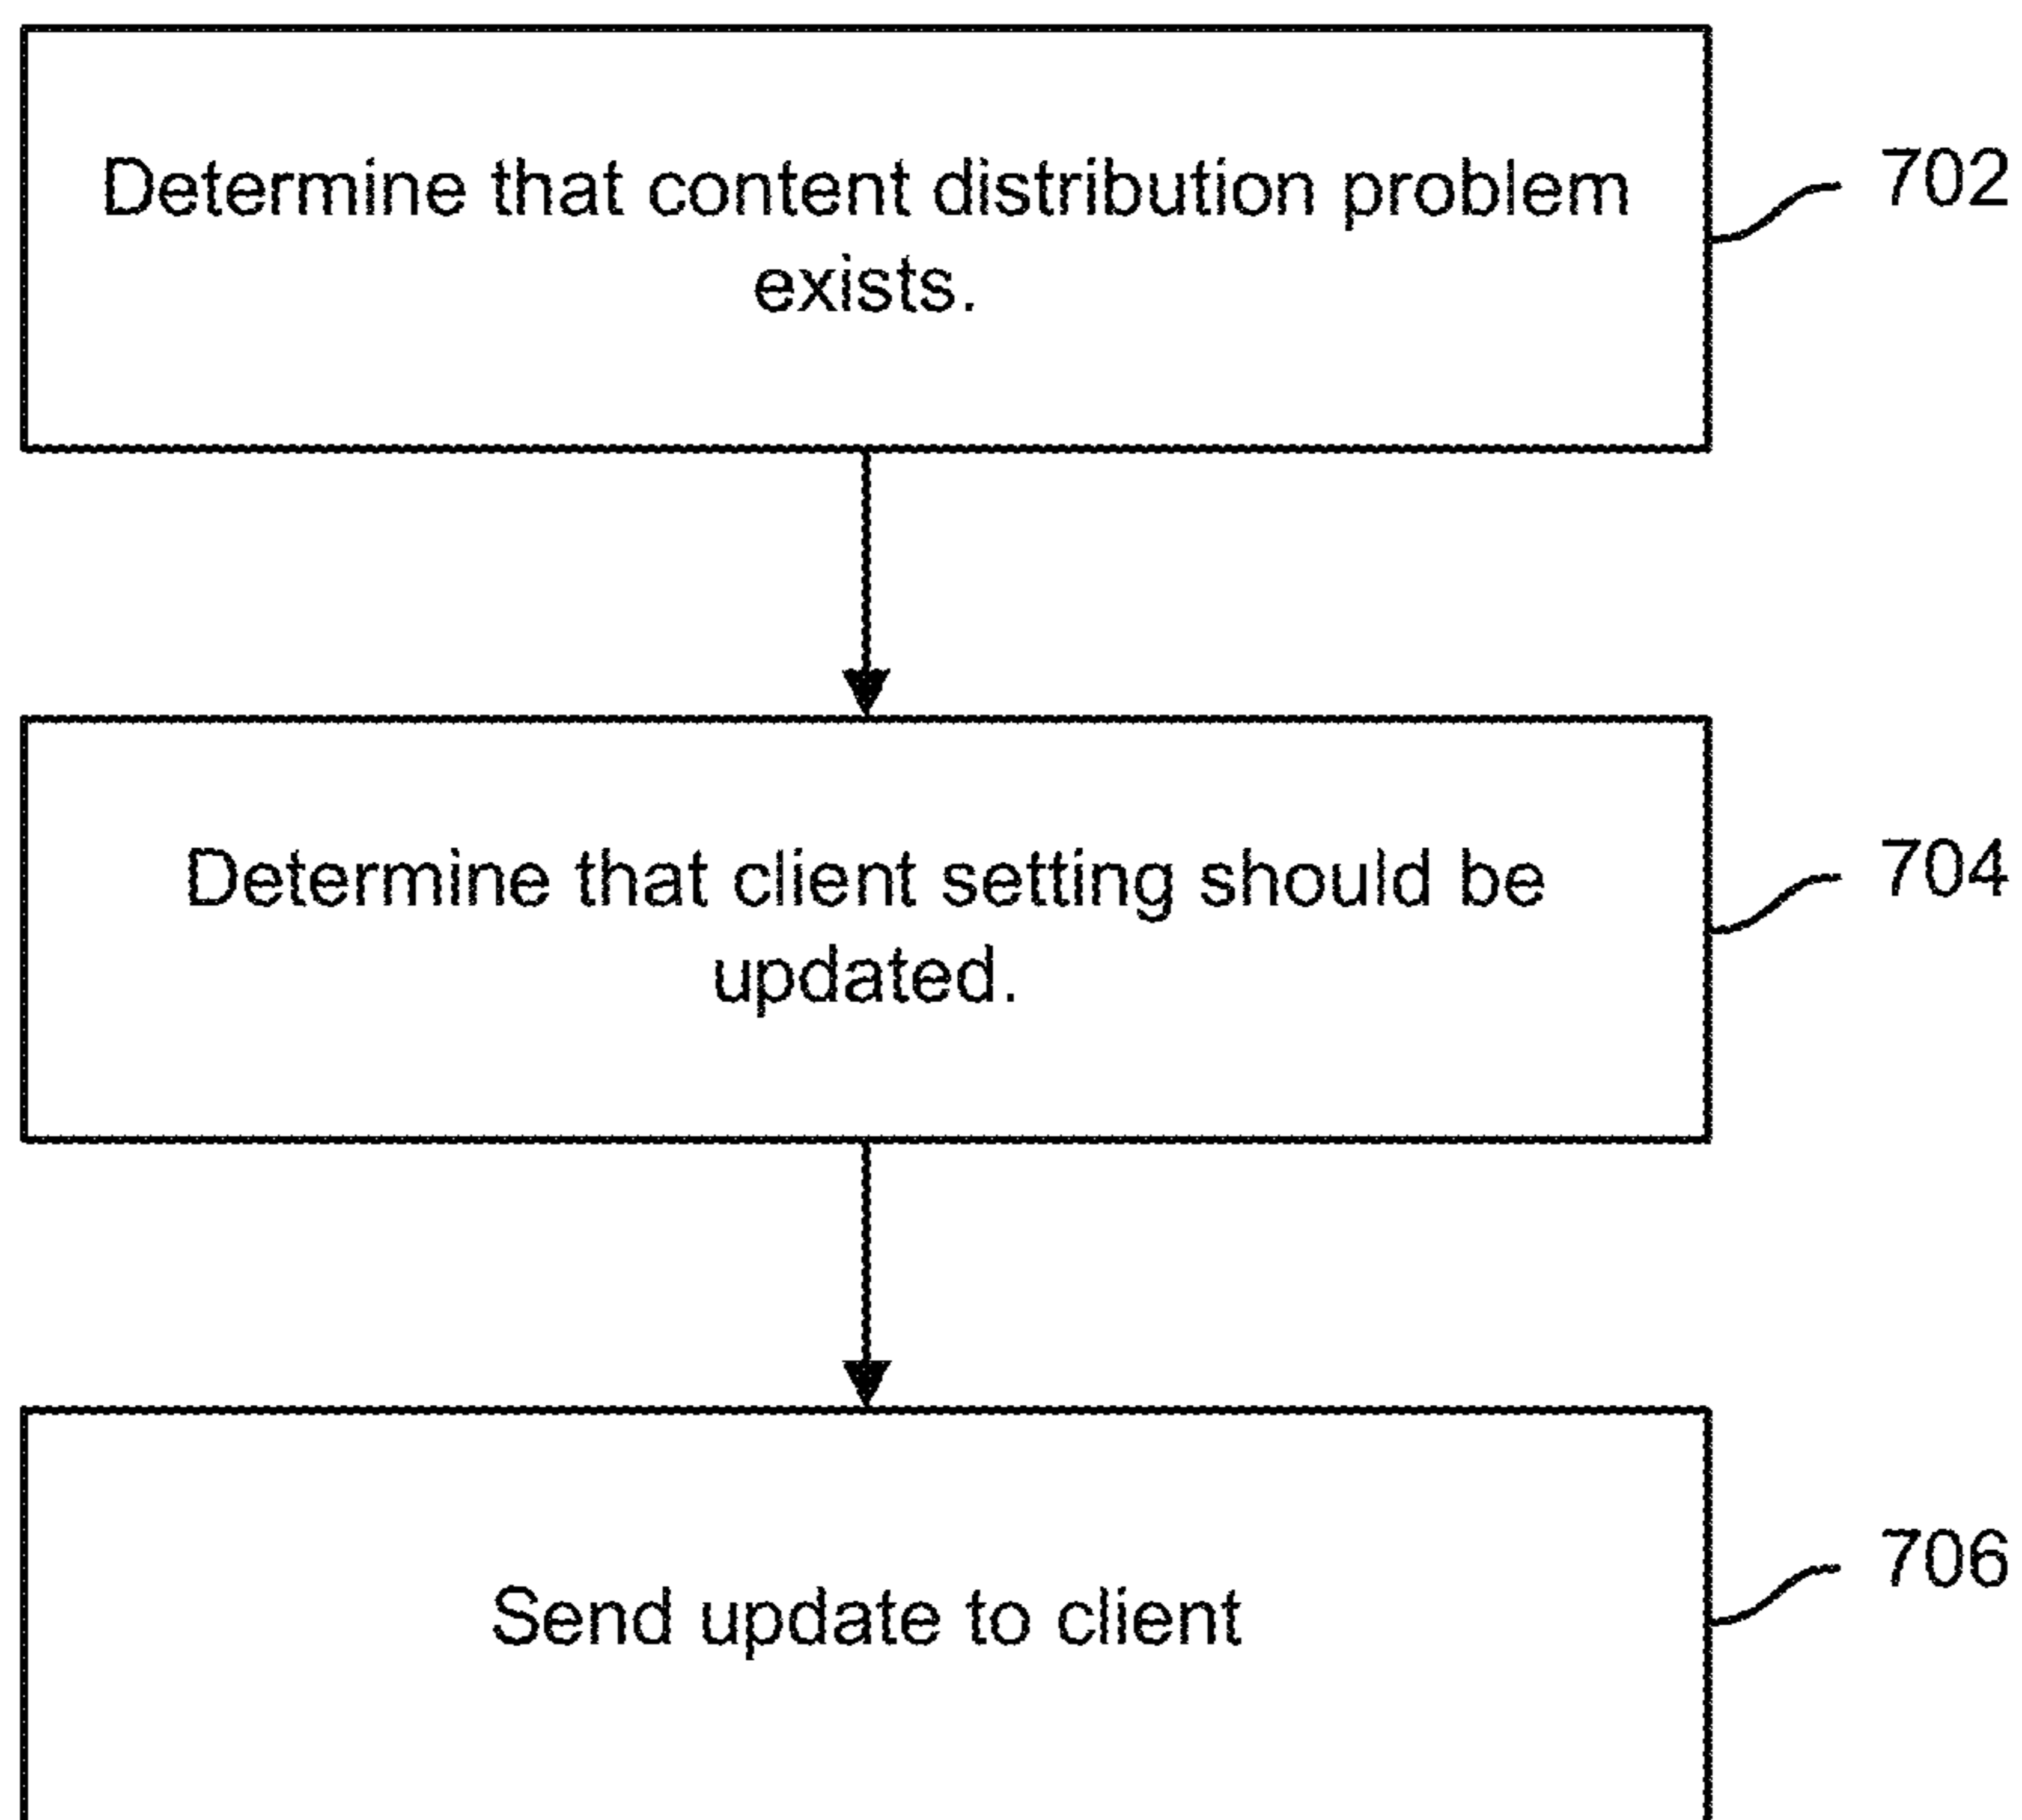 Determine that content distribution problem
exists.
702
Determine that client setting should be
updated.
704
Send update to client
706